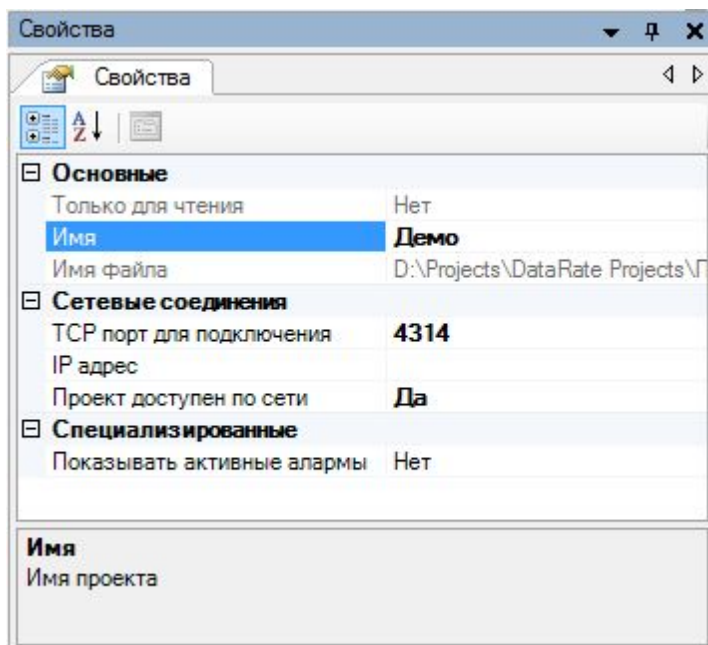 Свойства
Свойства
Основные
Только для чтения Нет
Имя Демо
Имя файла D:\Projects\DataRate Projects\
Сетевые соединения
TCP порт для подключения 4314
IP адрес
Проект доступен по сети Да
Специализированные
Показывать активные алармы Нет
Имя
Имя проекта